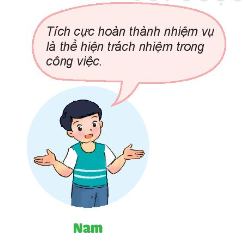 Tích cực hoàn thành nhiệm vụ
là thể hiện trách nhiệm trong
công việc.
Nam